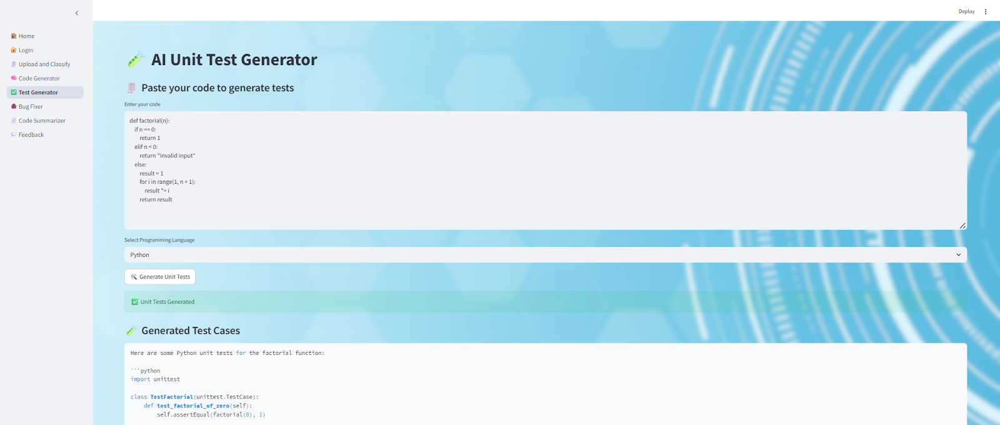 Deploy
Home
Login
Upload and Classify
Code Generator
Test Generator
Bug Fixer
Code Summarizer
Feedback
AI Unit Test Generator
Paste your code to generate tests
Enter your code
def factorial(n):
if n == 0:
return 1
elif n < 0:
return "Invalid input"
else:
result = 1
for i in range(1, n + 1):
result *= i
return result
Select Programming Language
Python
Generate Unit Tests
Unit Tests Generated
Generated Test Cases
Here are some Python unit tests for the factorial function:
```python
import unittest
class TestFactorial(unittest.TestCase):
def test_factorial_of_zero(self):
self.assertEqual(factorial(0), 1)